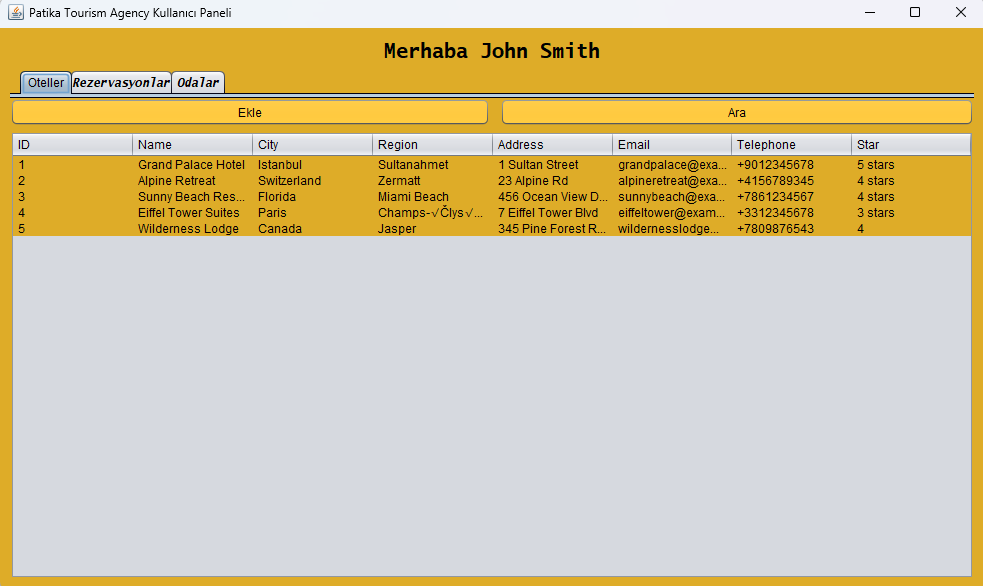 Patika Tourism Agency Kullanıcı Paneli
Merhaba John Smith
Oteller Rezervasyonlar Odalar
Ekle Ara
ID Name City Region Address Email Telephone Star
1 Grand Palace Hotel Istanbul Sultanahmet 1 Sultan Street grandpalace@exa... +9012345678 5 stars
2 Alpine Retreat Switzerland Zermatt 23 Alpine Rd alpineretreat@exa... +4156789345 4 stars
3 Sunny Beach Res... Florida Miami Beach 456 Ocean View D... sunnybeach@exa... +7861234567 4 stars
4 Eiffel Tower Suites Paris Champs-√Člys√... 7 Eiffel Tower Blvd eiffeltower@exam... +3312345678 3 stars
5 Wilderness Lodge Canada Jasper 345 Pine Forest R... wildernesslodge... +7809876543 4